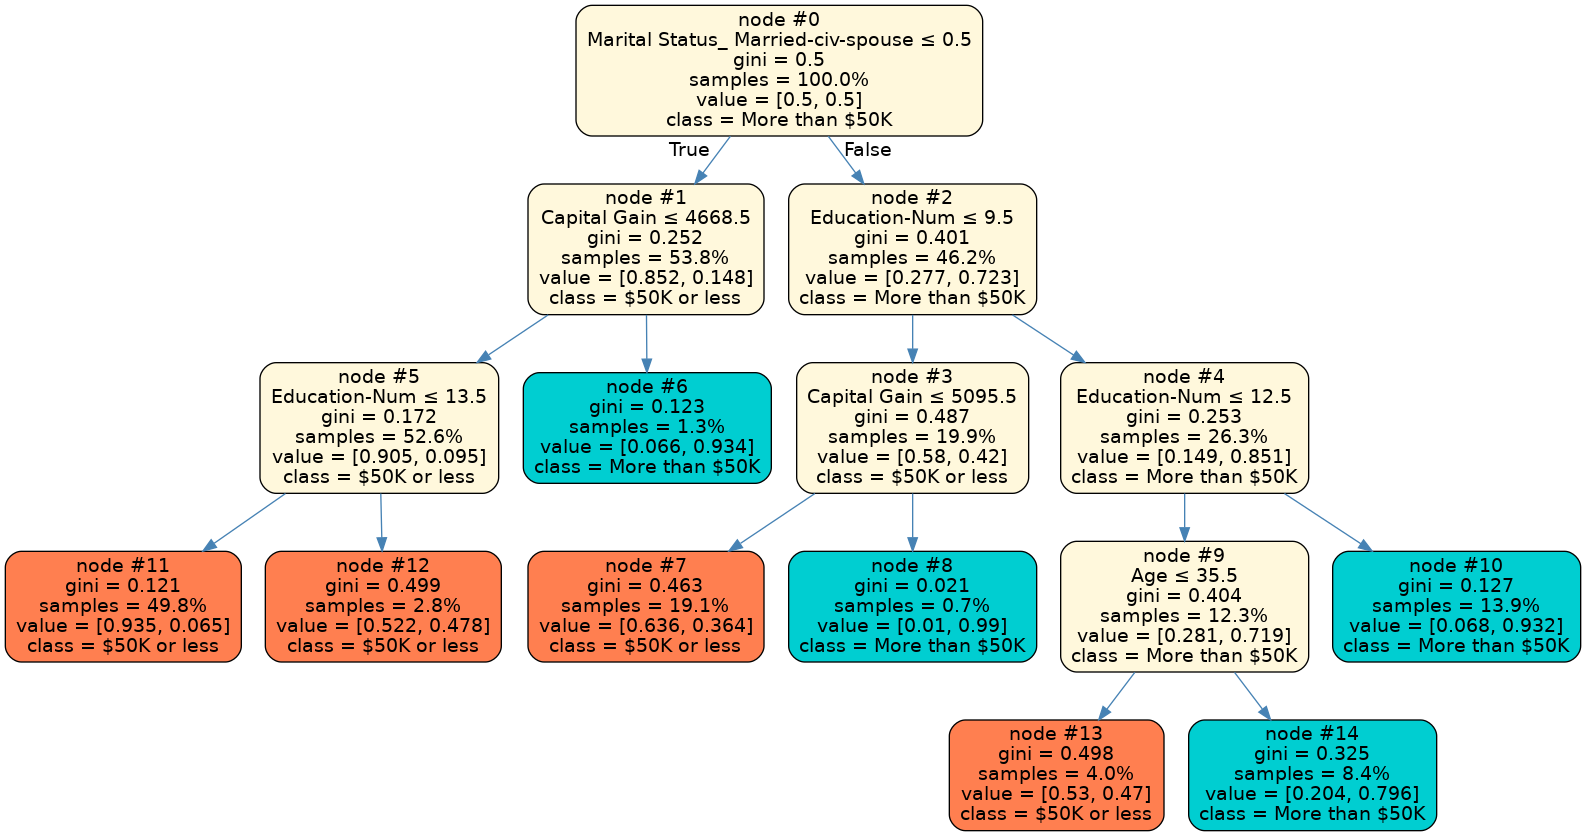 node #0
Marital Status_ Married-civ-spouse ≤ 0.5
gini = 0.5
samples = 100.0%
value = [0.5, 0.5]
class = More than $50K
True
False
node #1
Capital Gain ≤ 4668.5
gini = 0.252
samples = 53.8%
value = [0.852, 0.148]
class = $50K or less
node #2
Education-Num ≤ 9.5
gini = 0.401
samples = 46.2%
value = [0.277, 0.723]
class = More than $50K
node #5
Education-Num ≤ 13.5
gini = 0.172
samples = 52.6%
value = [0.905, 0.095]
class = $50K or less
node #6
gini = 0.123
samples = 1.3%
value = [0.066, 0.934]
class = More than $50K
node #3
Capital Gain ≤ 5095.5
gini = 0.487
samples = 19.9%
value = [0.58, 0.42]
class = $50K or less
node #4
Education-Num ≤ 12.5
gini = 0.253
samples = 26.3%
value = [0.149, 0.851]
class = More than $50K
node #11
gini = 0.121
samples = 49.8%
value = [0.935, 0.065]
class = $50K or less
node #12
gini = 0.499
samples = 2.8%
value = [0.522, 0.478]
class = $50K or less
node #7
gini = 0.463
samples = 19.1%
value = [0.636, 0.364]
class = $50K or less
node #8
gini = 0.021
samples = 0.7%
value = [0.01, 0.99]
class = More than $50K
node #9
Age ≤ 35.5
gini = 0.404
samples = 12.3%
value = [0.281, 0.719]
class = More than $50K
node #10
gini = 0.127
samples = 13.9%
value = [0.068, 0.932]
class = More than $50K
node #13
gini = 0.498
samples = 4.0%
value = [0.53, 0.47]
class = $50K or less
node #14
gini = 0.325
samples = 8.4%
value = [0.204, 0.796]
class = More than $50K